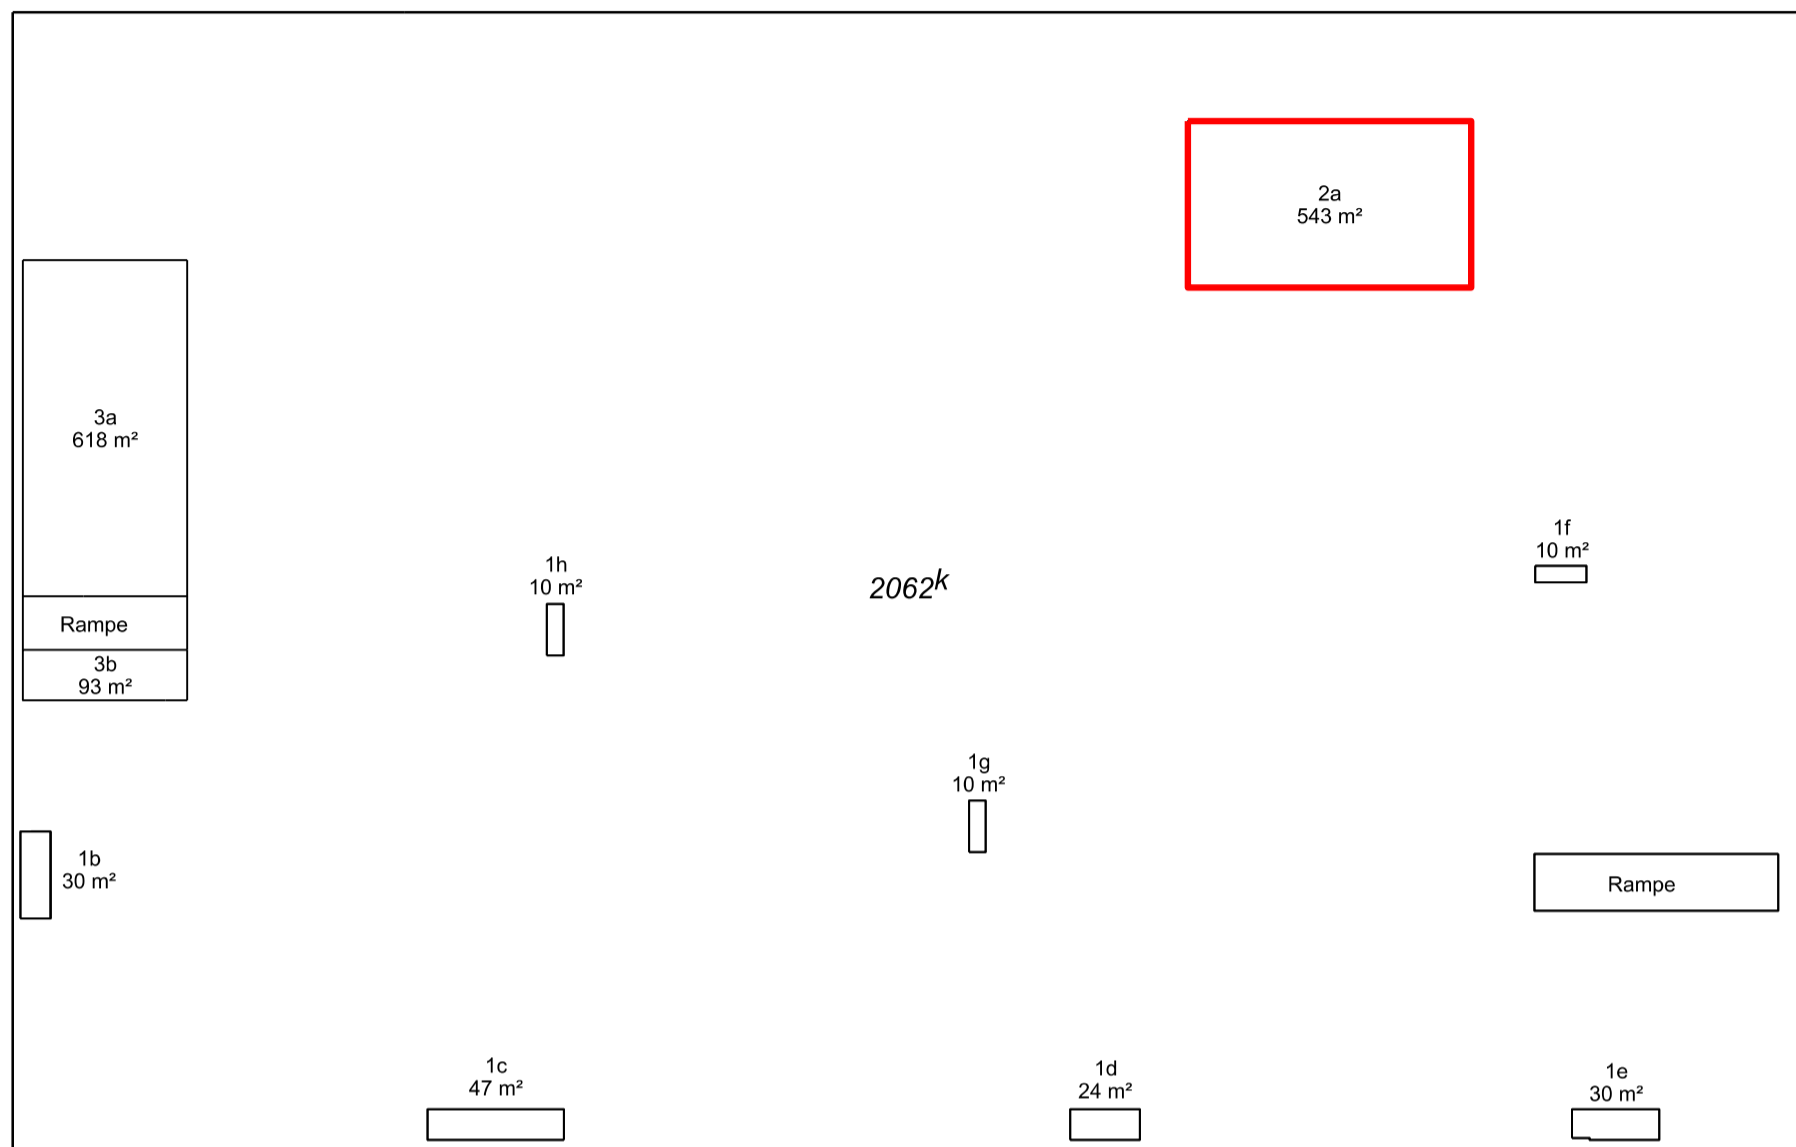 2a
543 m²
3a
618 m²
1f
10 m²
1h
10 m²
2062ᵏ
Rampe
3b
93 m²
1g
10 m²
1b
30 m²
Rampe
1c
47 m²
1d
24 m²
1e
30 m²